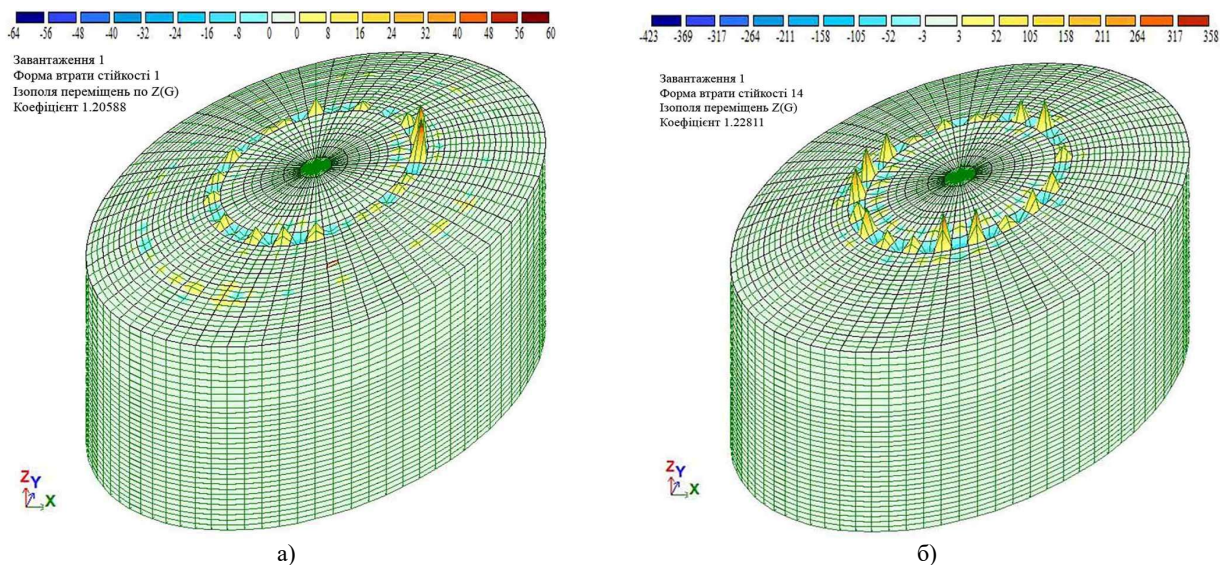 -64 -56 -48 -40 -32 -24 -16 -8 0 0 8 16 24 32 40 48 56 60
Завантаження 1
Форма втрати стійкості 1
Ізополя переміщень по Z(G)
Коефіцієнт 1.20588
Z Y X
а)
-423 -369 -317 -264 -211 -158 -105 -52 -3 3 52 105 158 211 264 317 358
Завантаження 1
Форма втрати стійкості 14
Ізополя переміщень Z(G)
Коефіцієнт 1.22811
Z Y X
б)